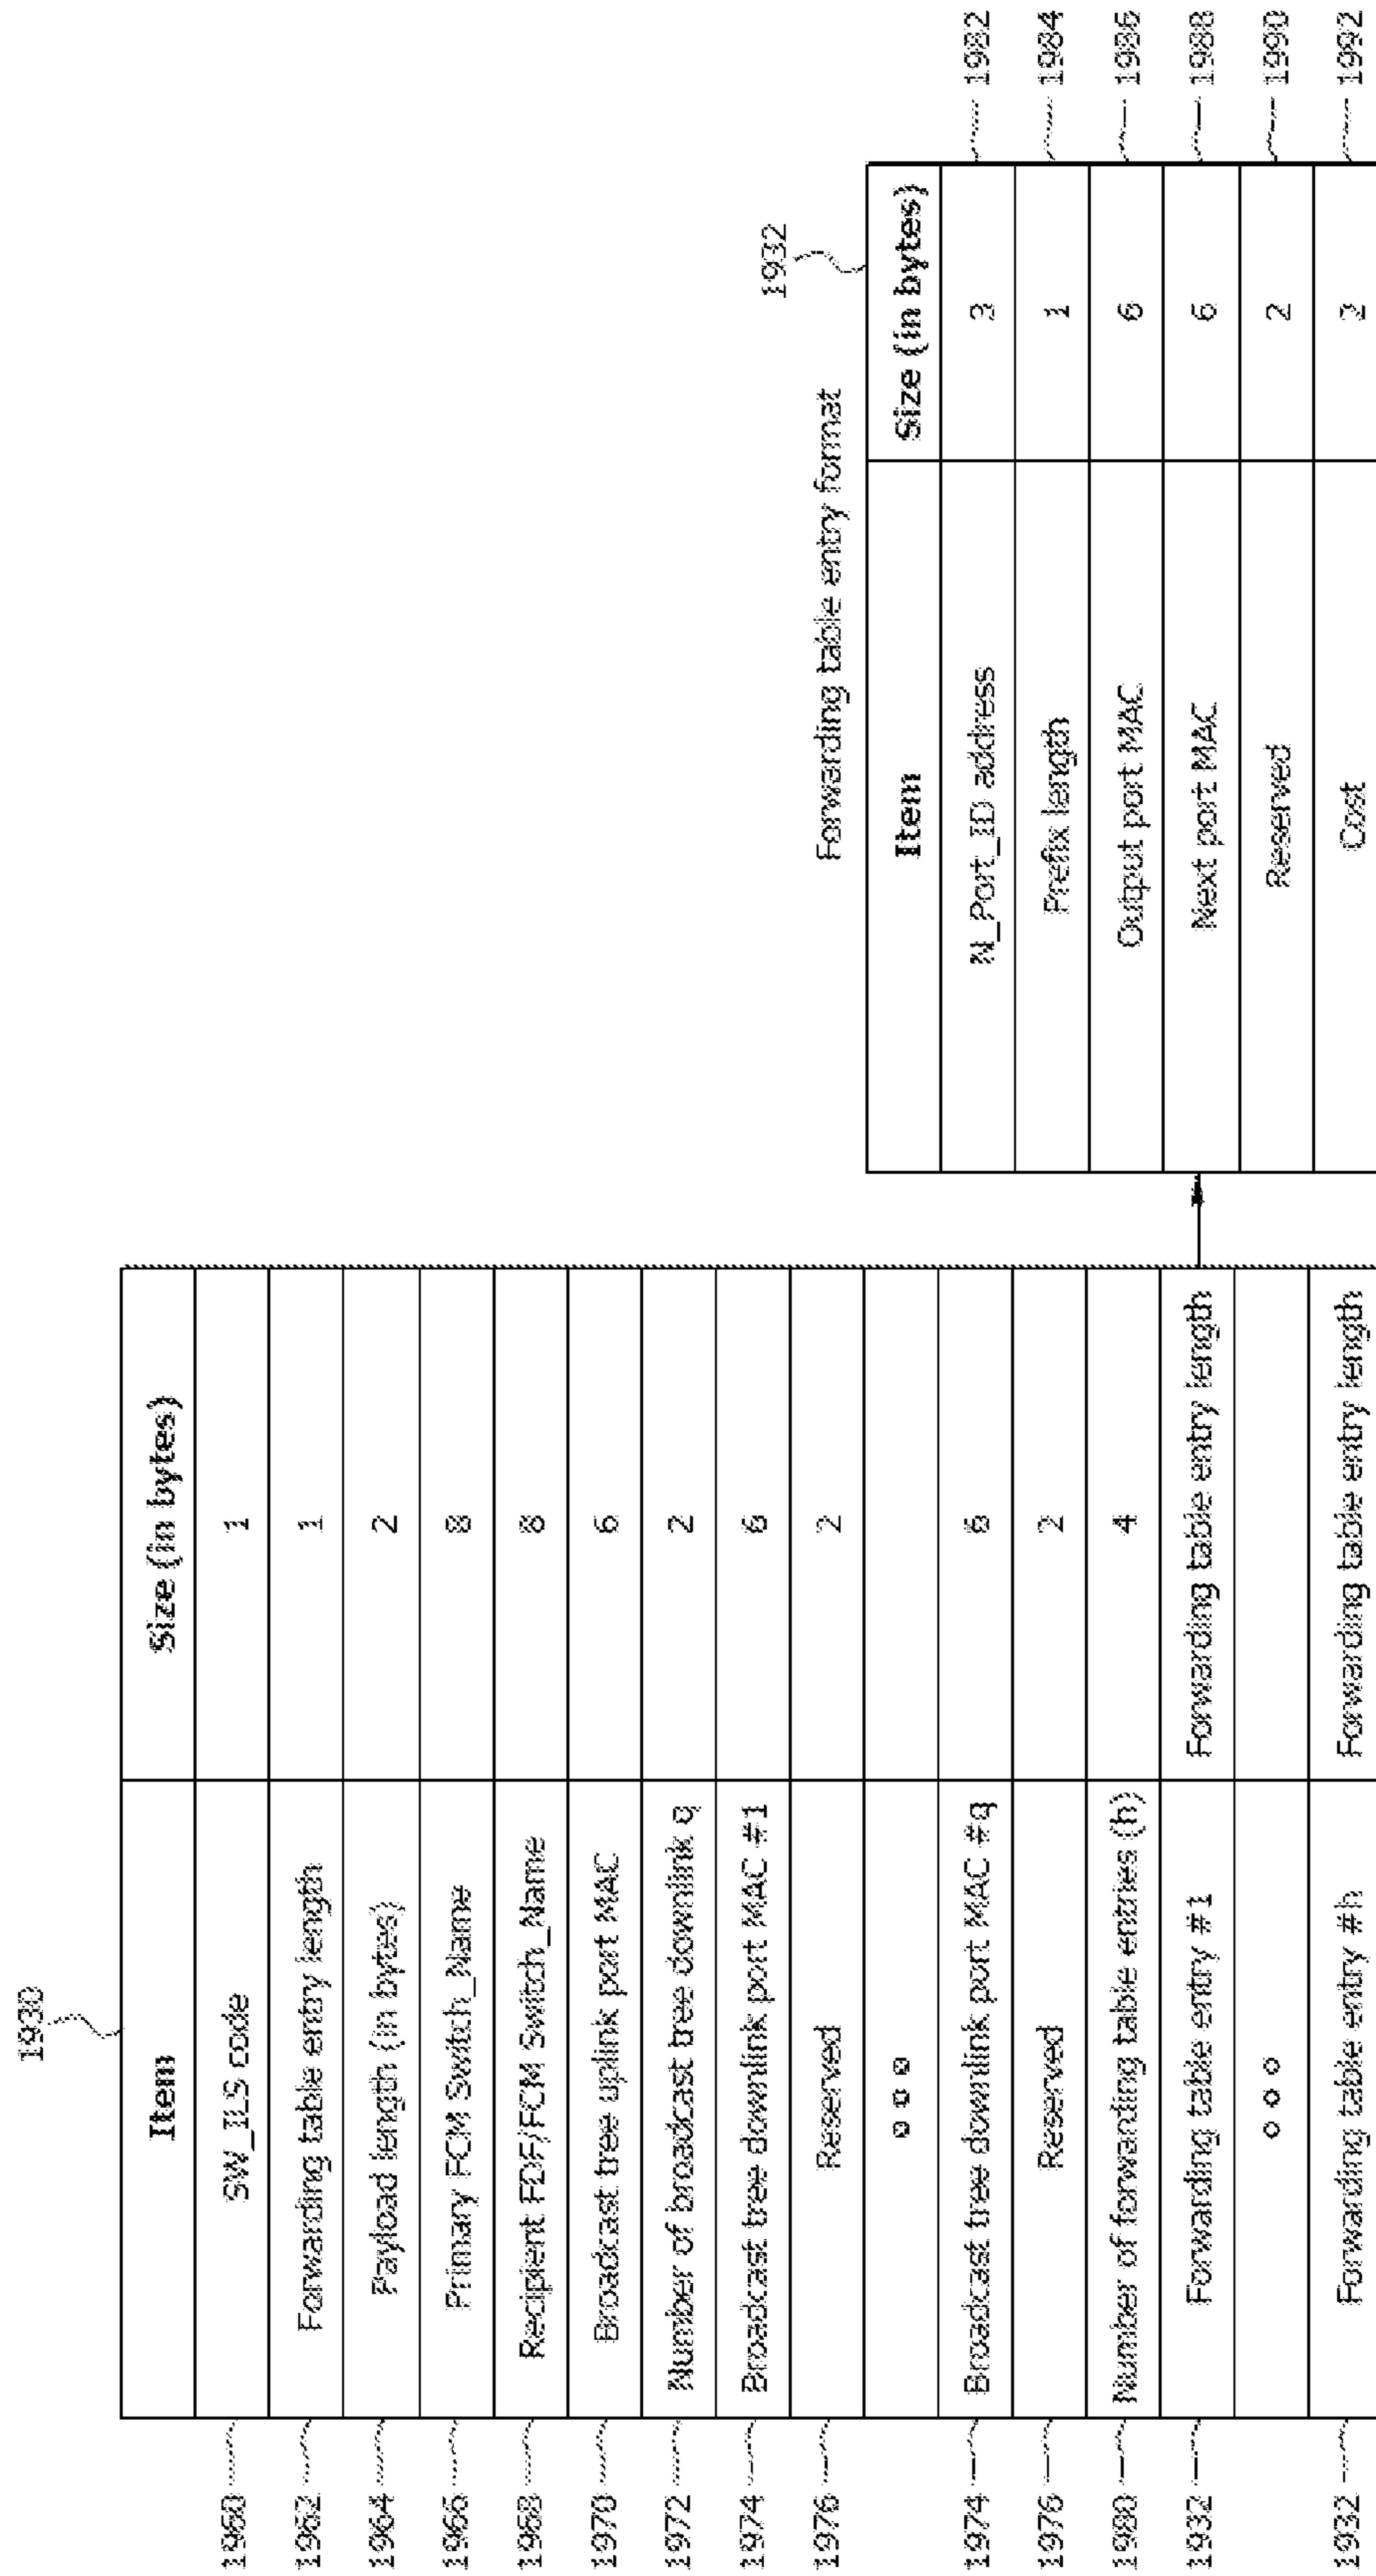 1930
Item Size (in bytes)
1960 SW_ILS code 1
1962 Forwarding table entry length 1
1964 Payload length (in bytes) 2
1966 Primary FCM Switch_Name 8
1968 Recipient FDF/FCM Switch_Name 8
1970 Broadcast tree uplink port MAC 6
1972 Number of broadcast tree downlink q 2
1974 Broadcast tree downlink port MAC #1 6
1976 Reserved 2
1974 Broadcast tree downlink port MAC #q 6
1976 Reserved 2
1980 Number of forwarding table entries (h) 4
1932 Forwarding table entry #1 Forwarding table entry length
1932 Forwarding table entry #h Forwarding table entry length
Forwarding table entry format
1932
Item Size (in bytes)
N_Port_ID address 3 1982
Prefix length 1 1984
Output port MAC 6 1986
Next port MAC 6 1988
Reserved 2 1990
Cost 2 1992